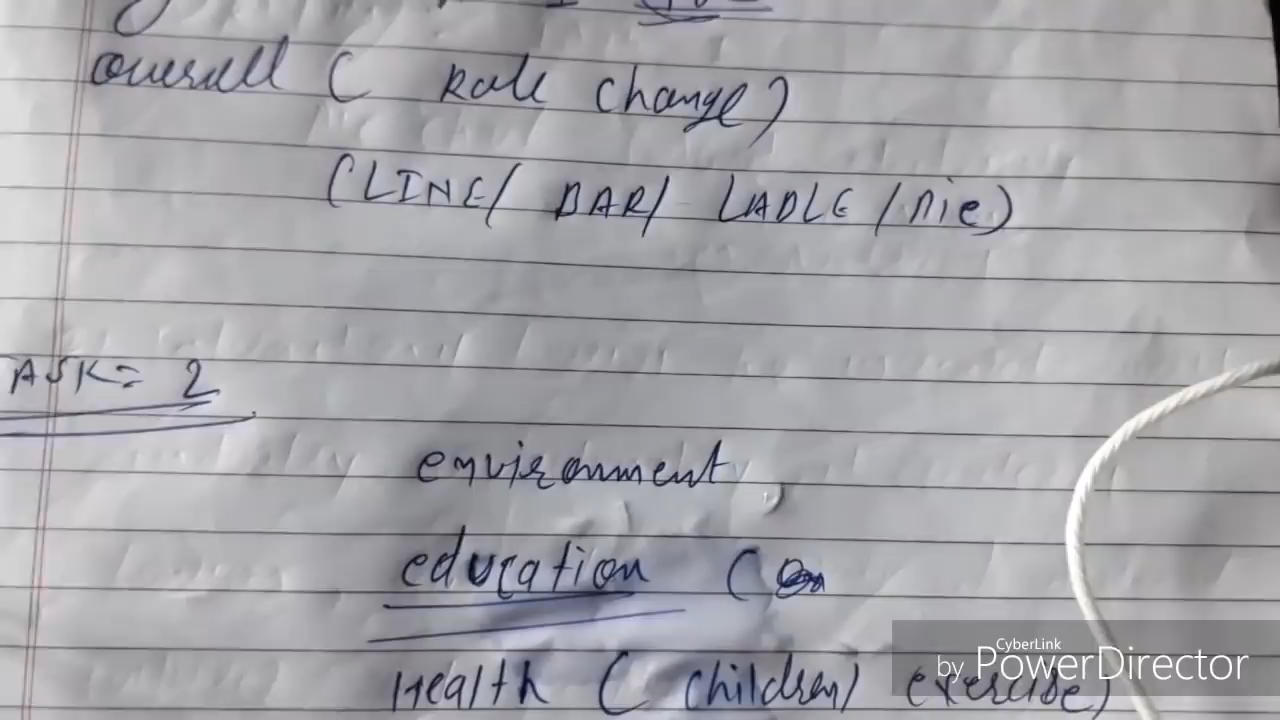 overall ( Rate change)
(LINE/ BAR/ TABLE / Pie)
TASK= 2
environment,
education (
Health ( children/ exercise)
CyberLink
by PowerDirector